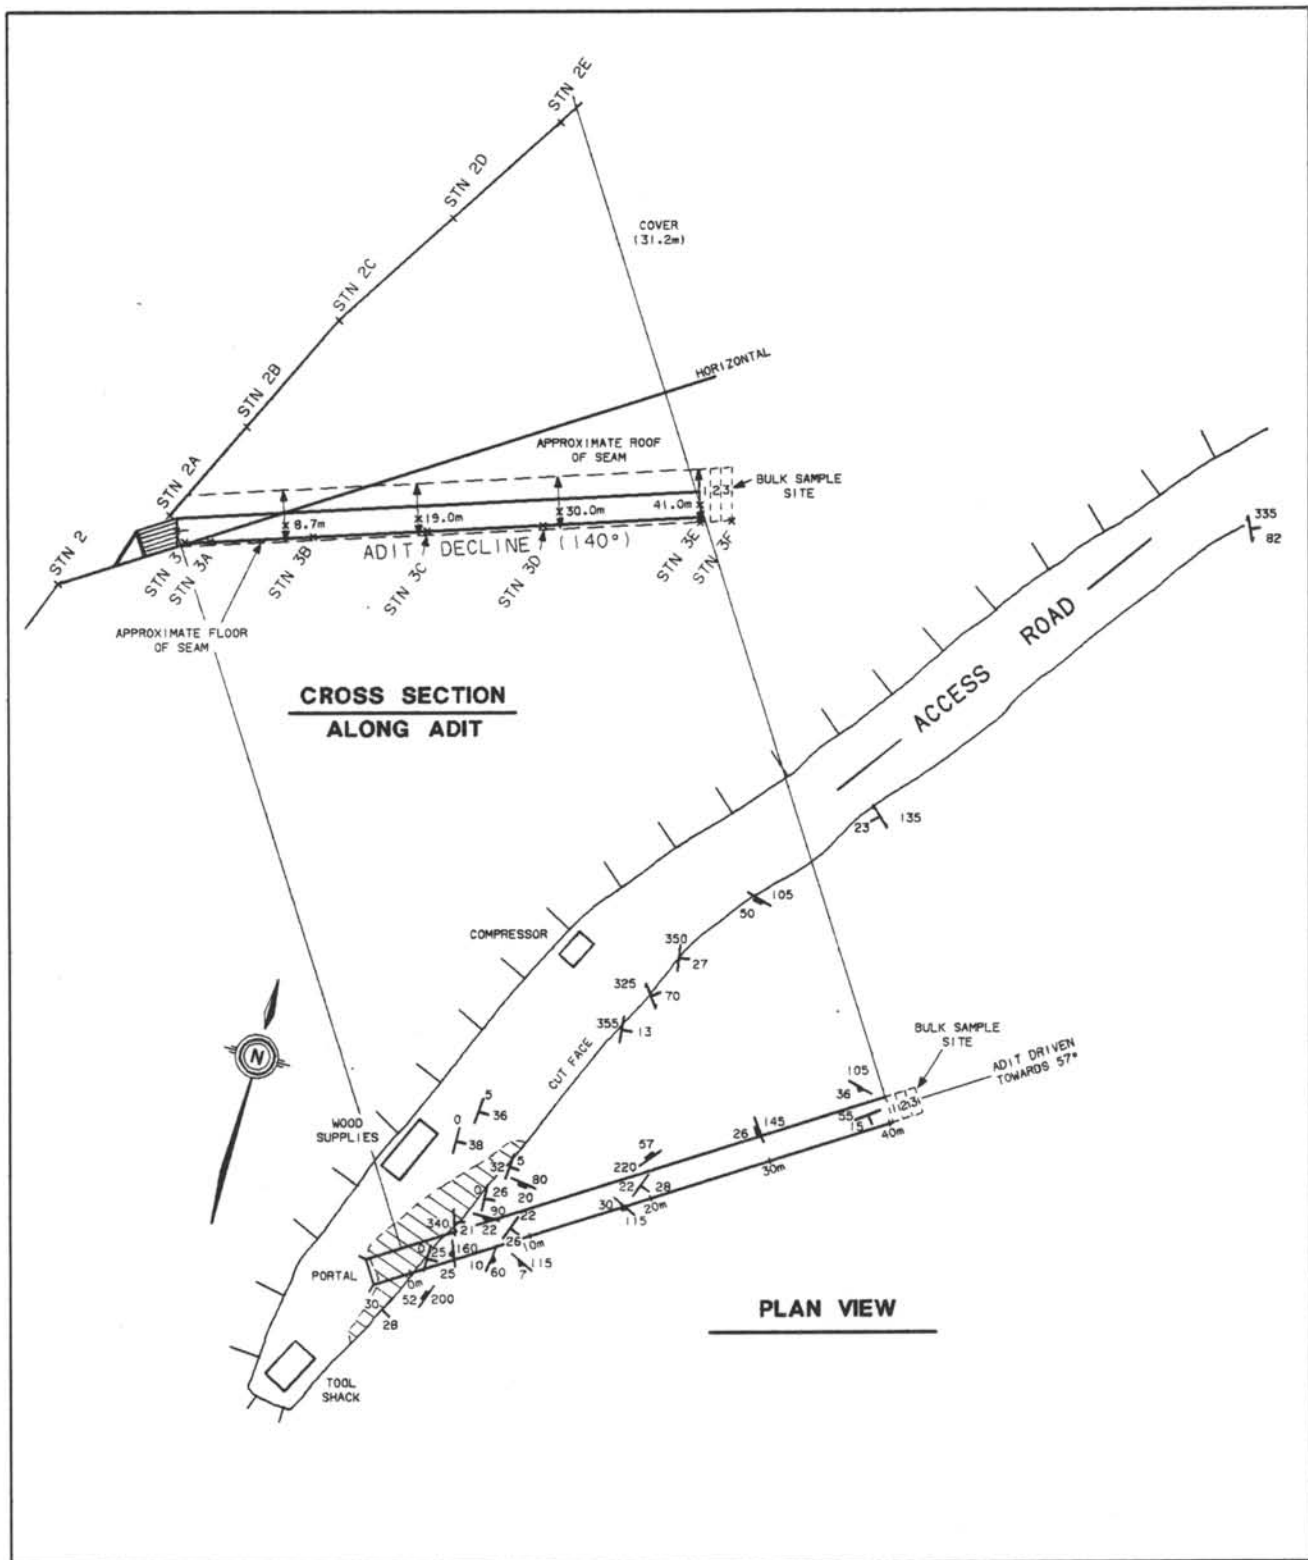 STN 2E
STN 2D
COVER
(31.2m)
STN 2C
HORIZONTAL
STN 2B
APPROXIMATE ROOF
OF SEAM
STN 2A
BULK SAMPLE
SITE
1 2 3
8.7m
19.0m
30.0m
41.0m
STN 2
ADIT DECLINE (140°)
STN 3
STN 3A
STN 3B
STN 3C
STN 3D
STN 3E
STN 3F
APPROXIMATE FLOOR
OF SEAM
CROSS SECTION
ALONG ADIT
335
82
ACCESS ROAD
23
135
105
50
COMPRESSOR
350
27
325
70
355
13
CUT FACE
N
BULK SAMPLE
SITE
ADIT DRIVEN
TOWARDS 57°
105
36
55
15
1 2 3
40m
WOOD
SUPPLIES
5
36
0
38
145
26
30m
57
220
22
28
20m
30
115
32
5
80
20
0
26
90
22
340
21
22
26
10m
0
25
160
25
10
60
7
115
PORTAL
0m
52
200
30
28
PLAN VIEW
TOOL
SHACK